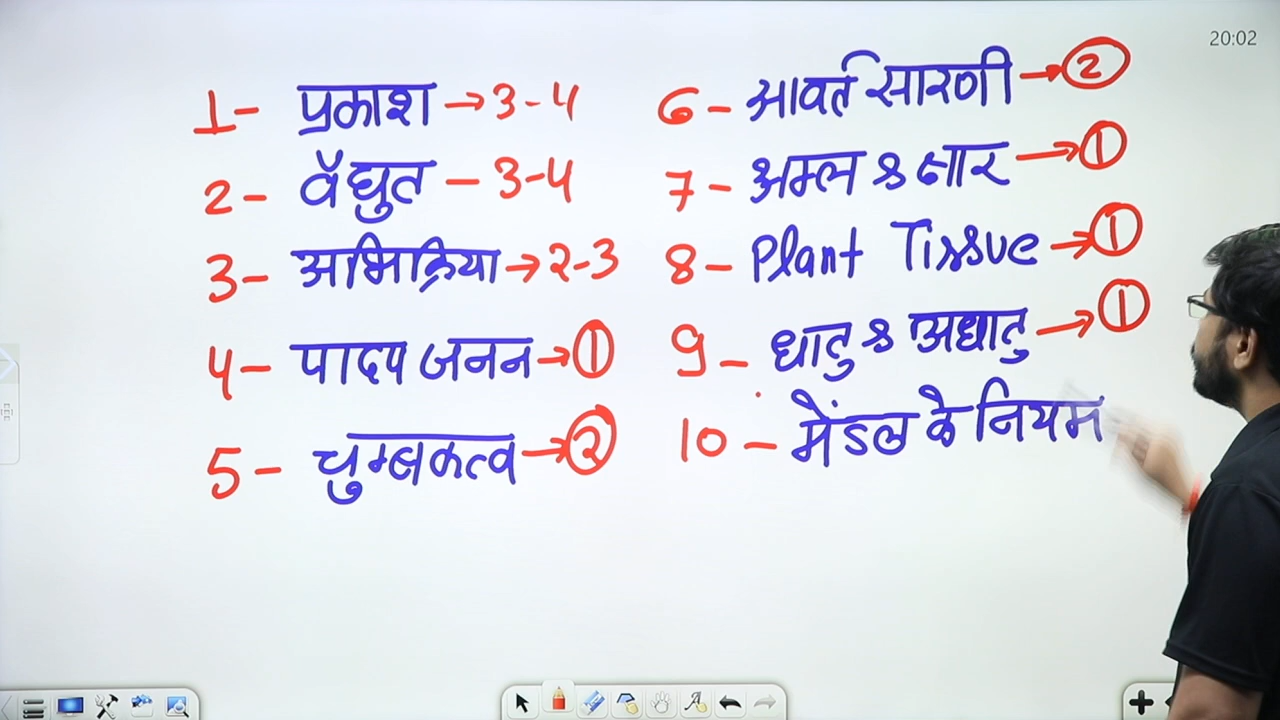 20:02
1- प्रकाश → 3-4
2- वैद्युत - 3-4
3- अभिक्रिया → 2-3
4- पादप जनन → 1
5- चुम्बकत्व → 2
6- आवर्त सारणी → 2
7- अम्ल & क्षार → 1
8- Plant Tissue → 1
9- धातु & अधातु → 1
10- मेंडल के नियम